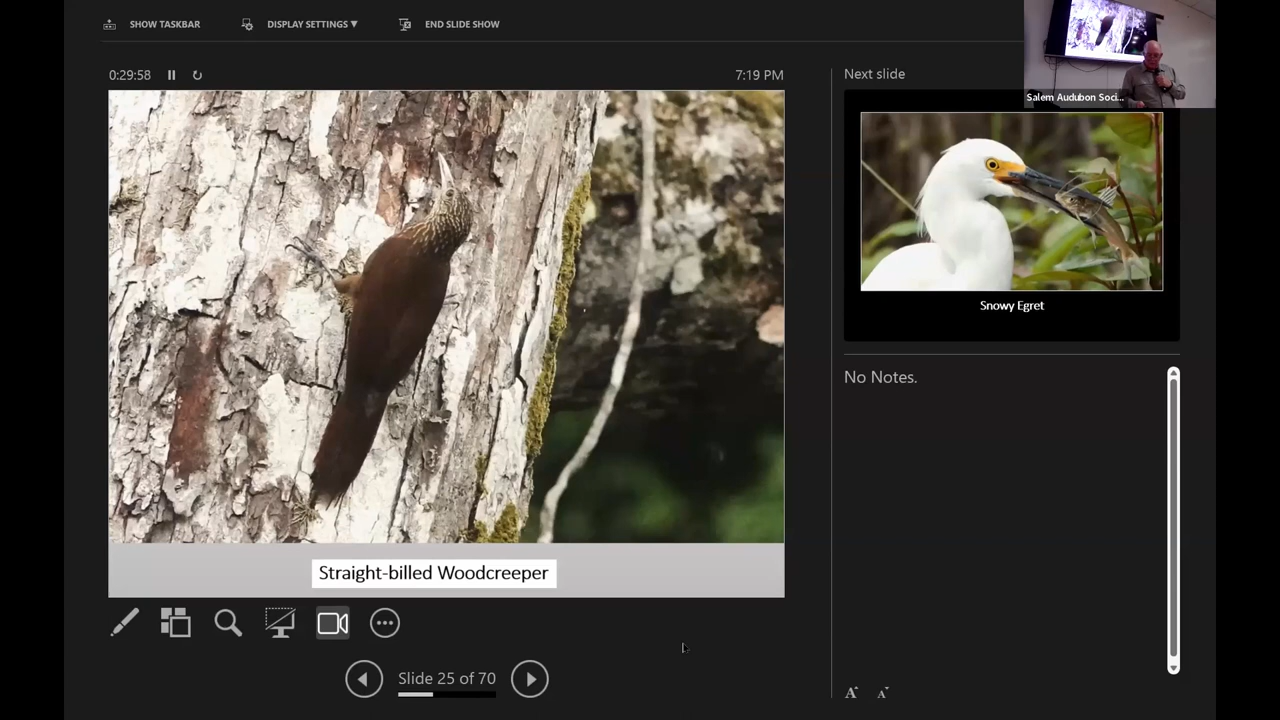 SHOW TASKBAR
DISPLAY SETTINGS ▼
END SLIDE SHOW
0:29:58
7:19 PM
Next slide
Salem Audubon Soci...
Snowy Egret
No Notes.
Straight-billed Woodcreeper
Slide 25 of 70
A A